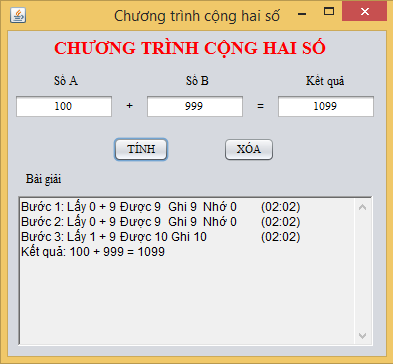 Chương trình cộng hai số
CHƯƠNG TRÌNH CỘNG HAI SỐ
Số A Số B Kết quả
100 + 999 = 1099
TÍNH XÓA
Bài giải
Bước 1: Lấy 0 + 9 Được 9 Ghi 9 Nhớ 0 (02:02)
Bước 2: Lấy 0 + 9 Được 9 Ghi 9 Nhớ 0 (02:02)
Bước 3: Lấy 1 + 9 Được 10 Ghi 10 (02:02)
Kết quả: 100 + 999 = 1099